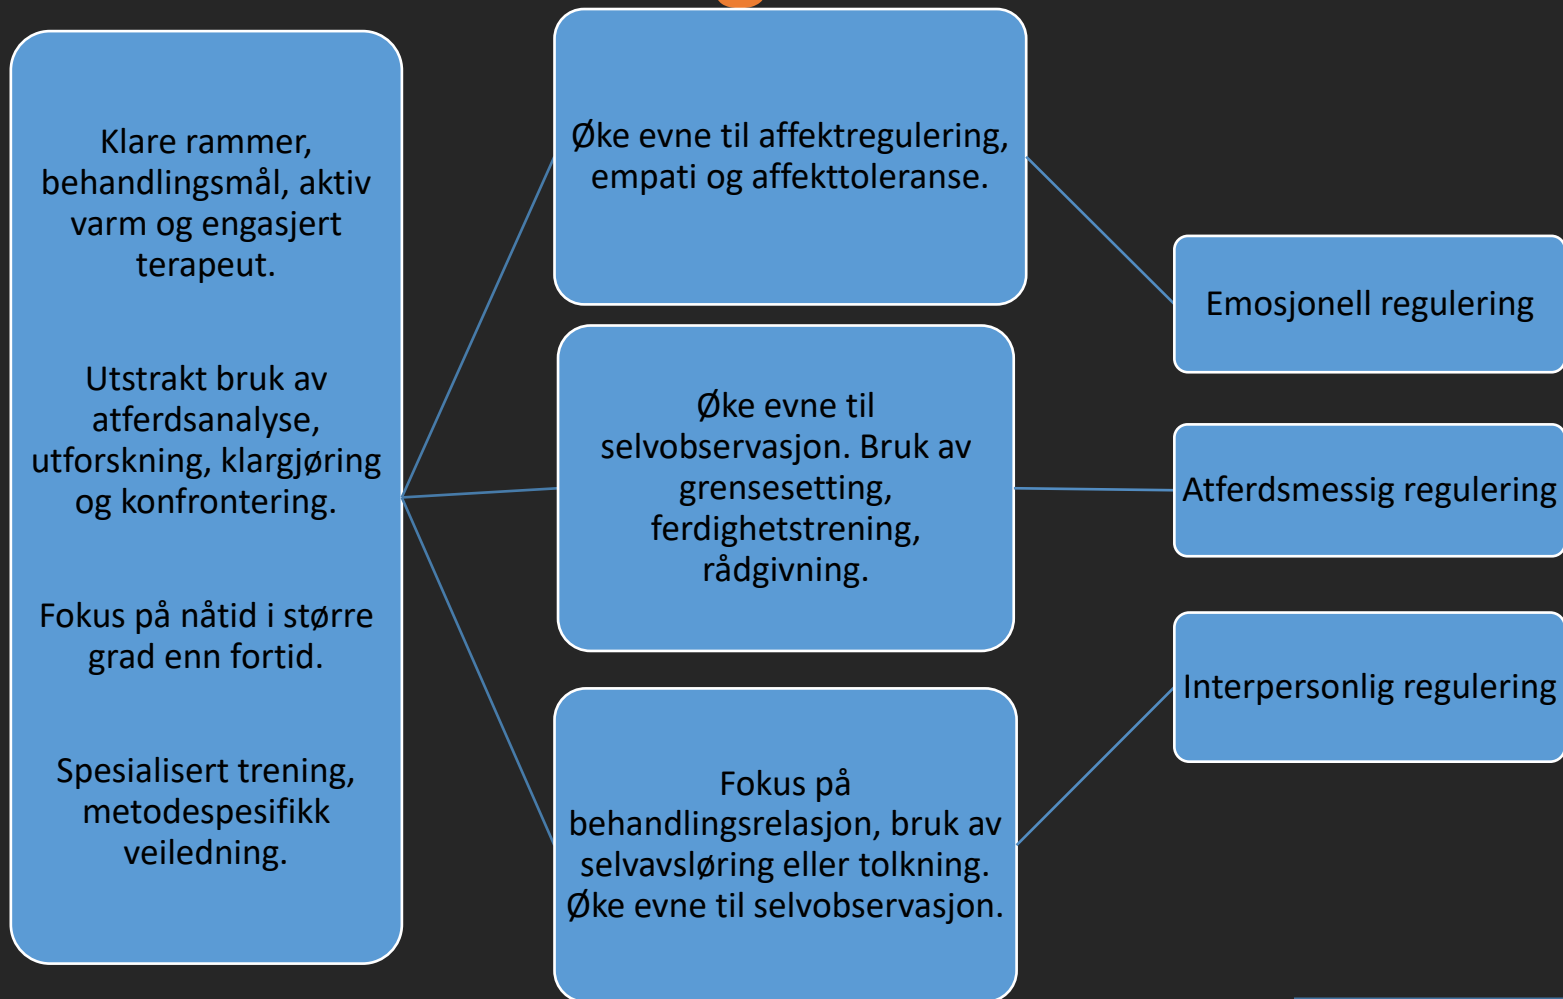 Klare rammer,
behandlingsmål, aktiv
varm og engasjert
terapeut.
Utstrakt bruk av
atferdsanalyse,
utforskning, klargjøring
og konfrontering.
Fokus på nåtid i større
grad enn fortid.
Spesialisert trening,
metodespesifikk
veiledning.
Øke evne til affektregulering,
empati og affekttoleranse.
Øke evne til
selvobservasjon. Bruk av
grensesetting,
ferdighetstrening,
rådgivning.
Fokus på
behandlingsrelasjon, bruk av
selvavsløring eller tolkning.
Øke evne til selvobservasjon.
Emosjonell regulering
Atferdsmessig regulering
Interpersonlig regulering